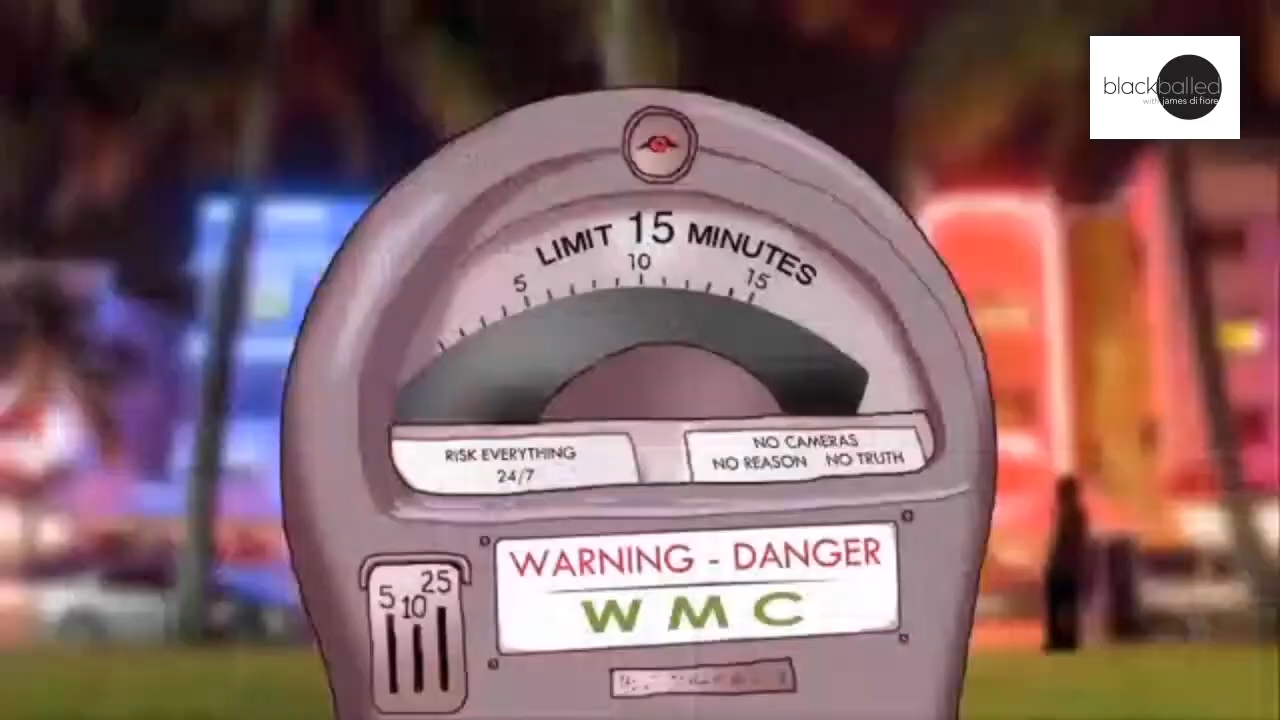 blackballed
with james di fiore
LIMIT 15 MINUTES
5 10 15
RISK EVERYTHING
24/7
NO CAMERAS
NO REASON NO TRUTH
WARNING - DANGER
WMC
5 10 25